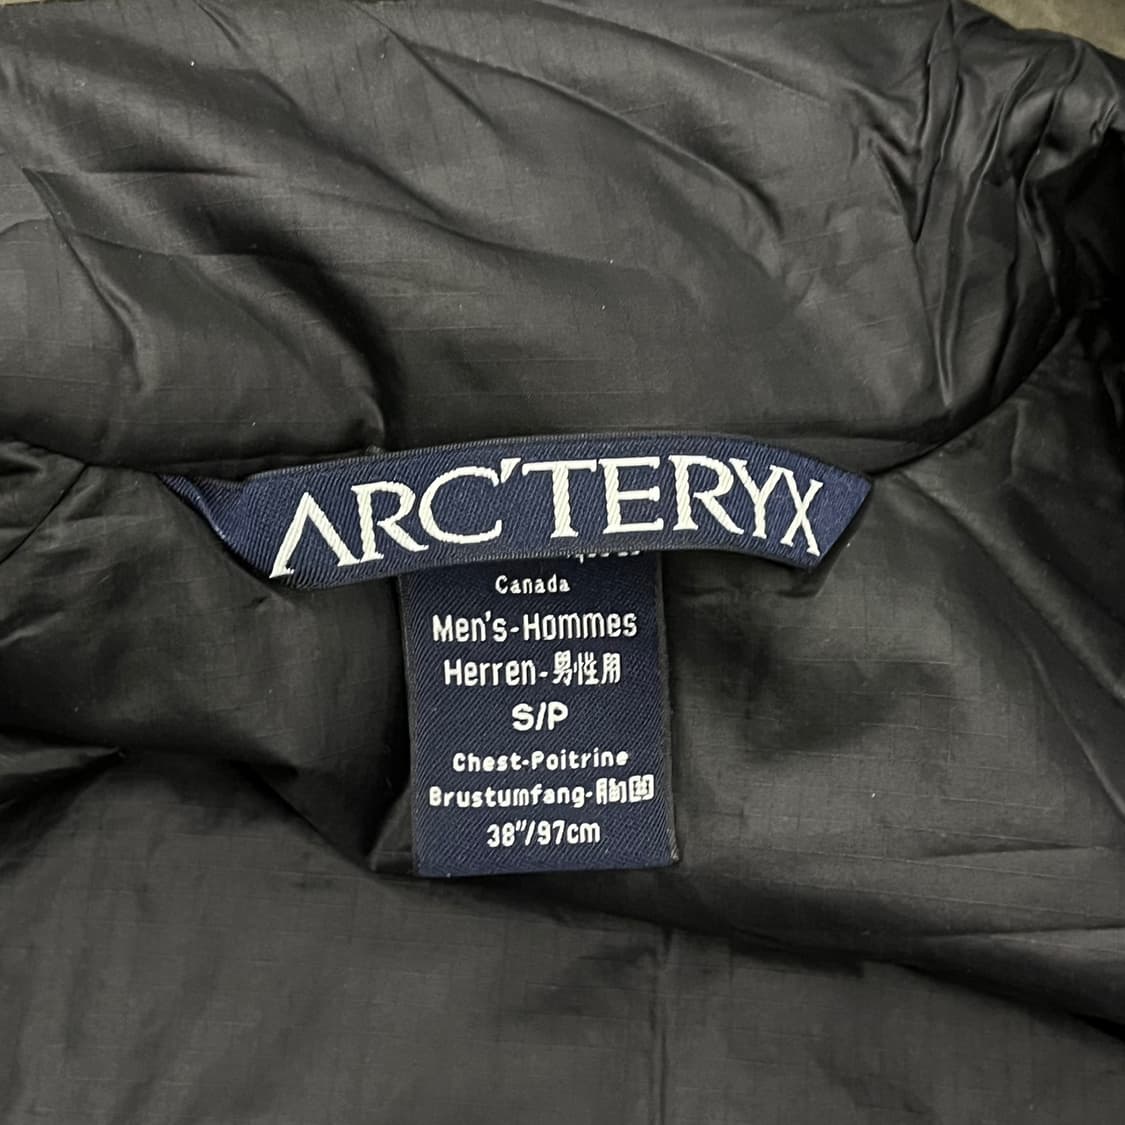 ARC'TERYX
Canada
Men's-Hommes
Herren-男性用
S/P
Chest-Poitrine
Brustumfang-胸囲
38"/97cm